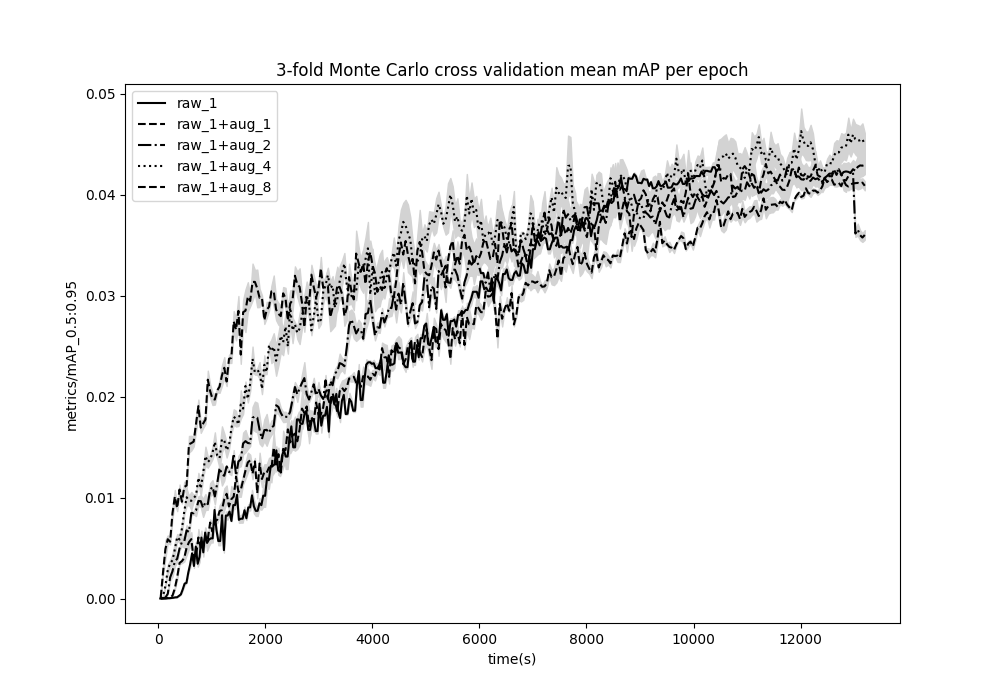 3-fold Monte Carlo cross validation mean mAP per epoch
0.05
0.04
0.03
0.02
0.01
0.00
metrics/mAP_0.5:0.95
raw_1
raw_1+aug_1
raw_1+aug_2
raw_1+aug_4
raw_1+aug_8
0 2000 4000 6000 8000 10000 12000
time(s)